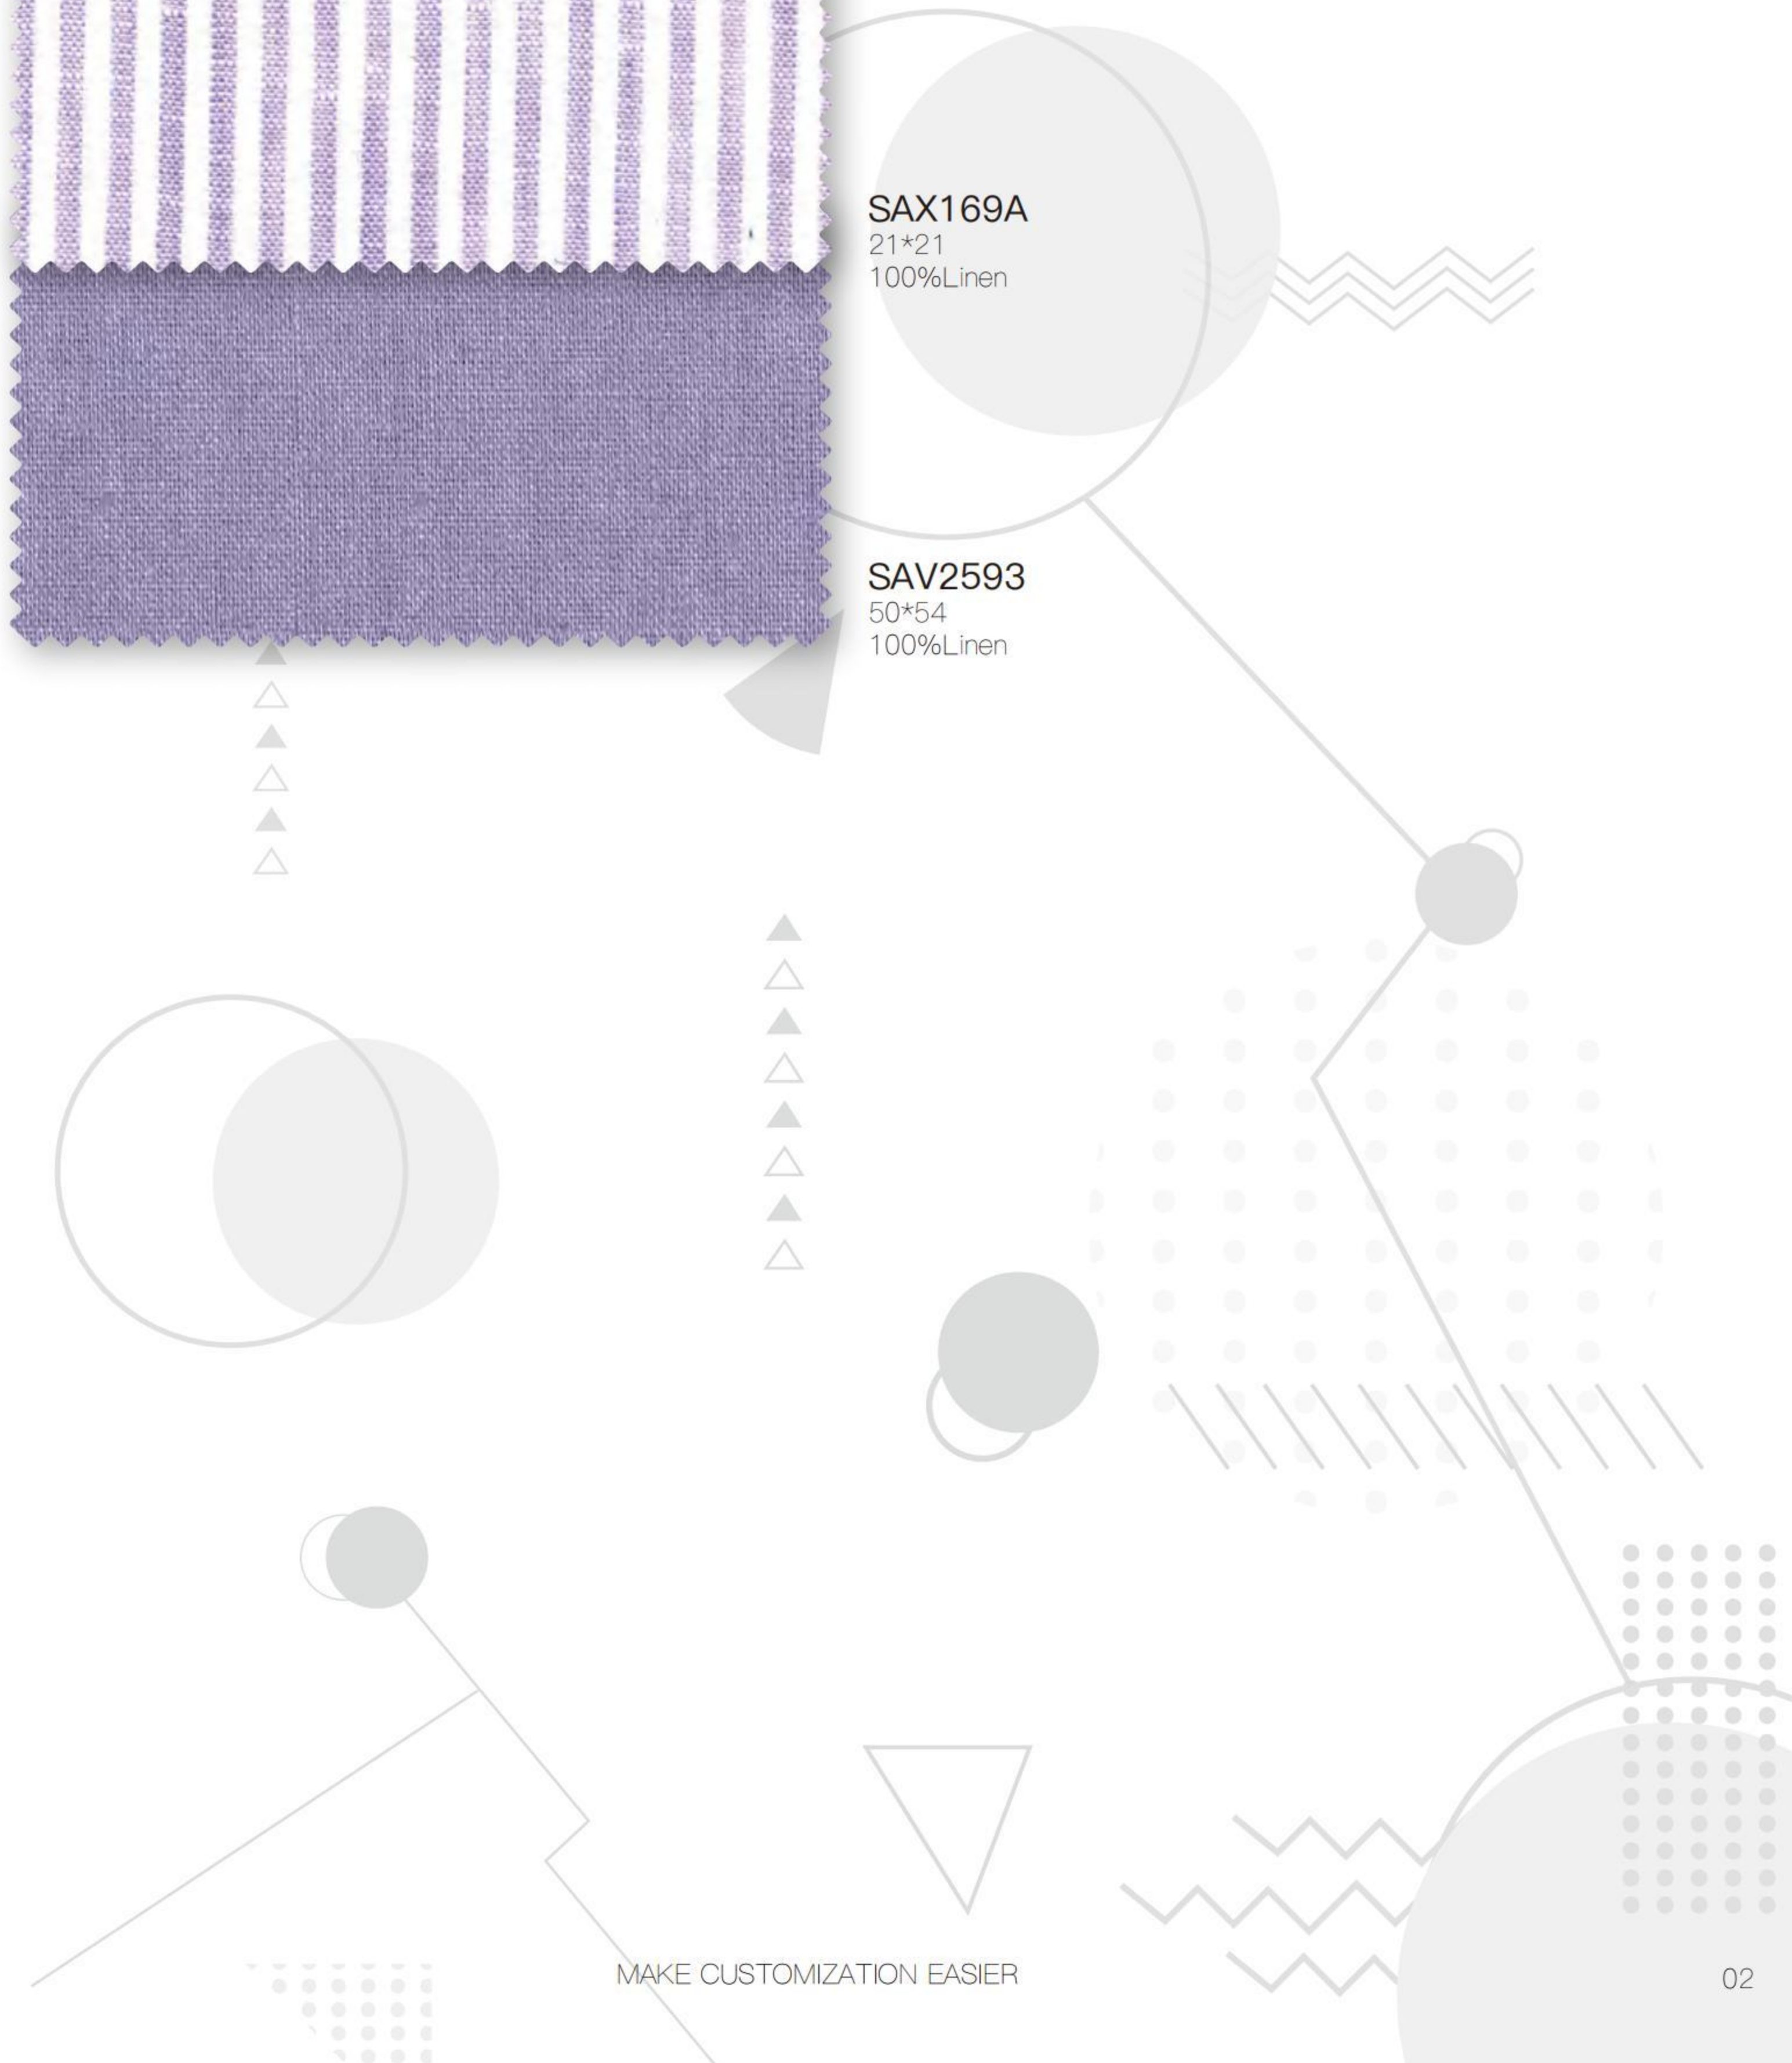 SAX169A
21*21
100%Linen
SAV2593
50*54
100%Linen
MAKE CUSTOMIZATION EASIER
02